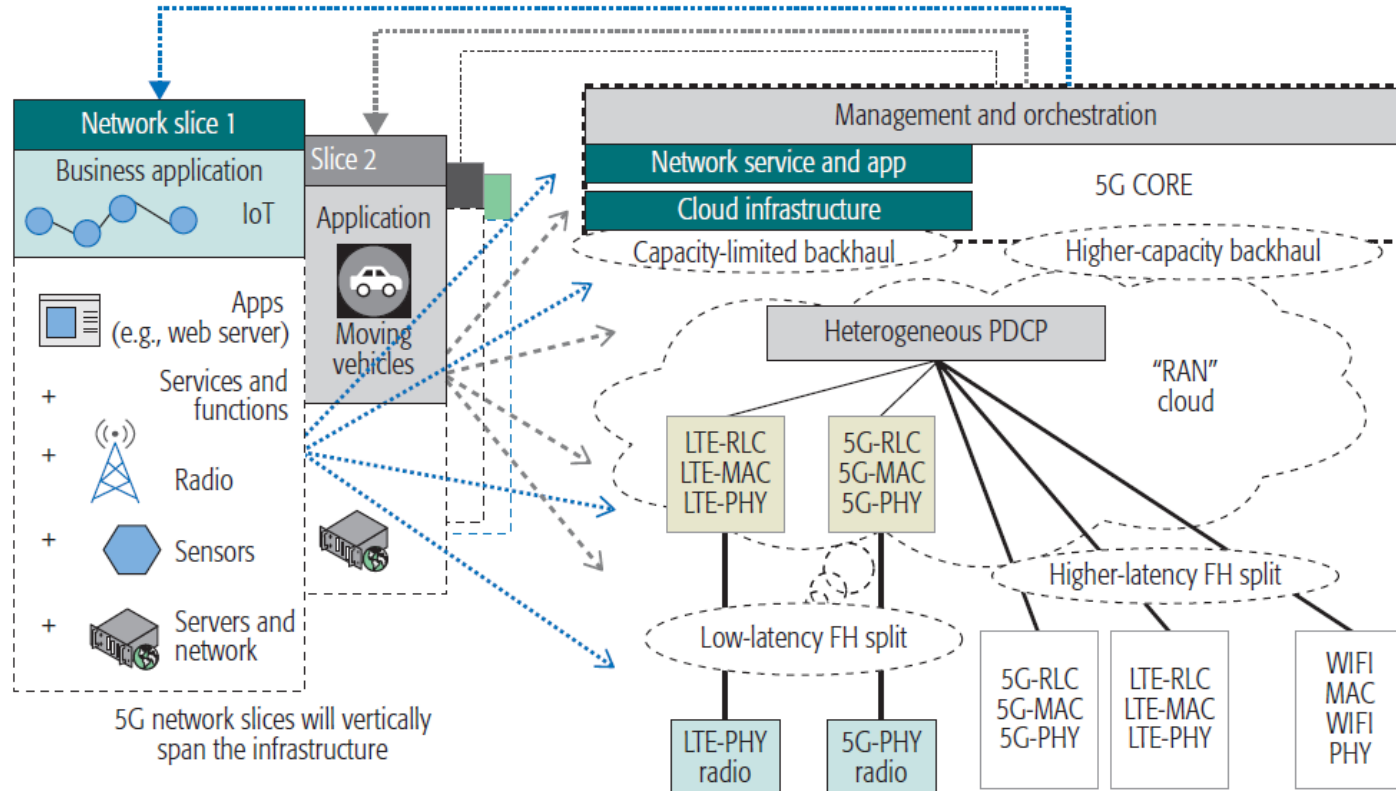 Network slice 1
Business application
IoT
Apps
(e.g., web server)
+
Services and
functions
+
Radio
+
Sensors
+
Servers and
network
5G network slices will vertically
span the infrastructure
Slice 2
Application
Moving
vehicles
Management and orchestration
Network service and app
Cloud infrastructure
5G CORE
Capacity-limited backhaul
Higher-capacity backhaul
Heterogeneous PDCP
“RAN”
cloud
LTE-RLC
LTE-MAC
LTE-PHY
5G-RLC
5G-MAC
5G-PHY
Higher-latency FH split
Low-latency FH split
LTE-PHY
radio
5G-PHY
radio
5G-RLC
5G-MAC
5G-PHY
LTE-RLC
LTE-MAC
LTE-PHY
WIFI
MAC
WIFI
PHY